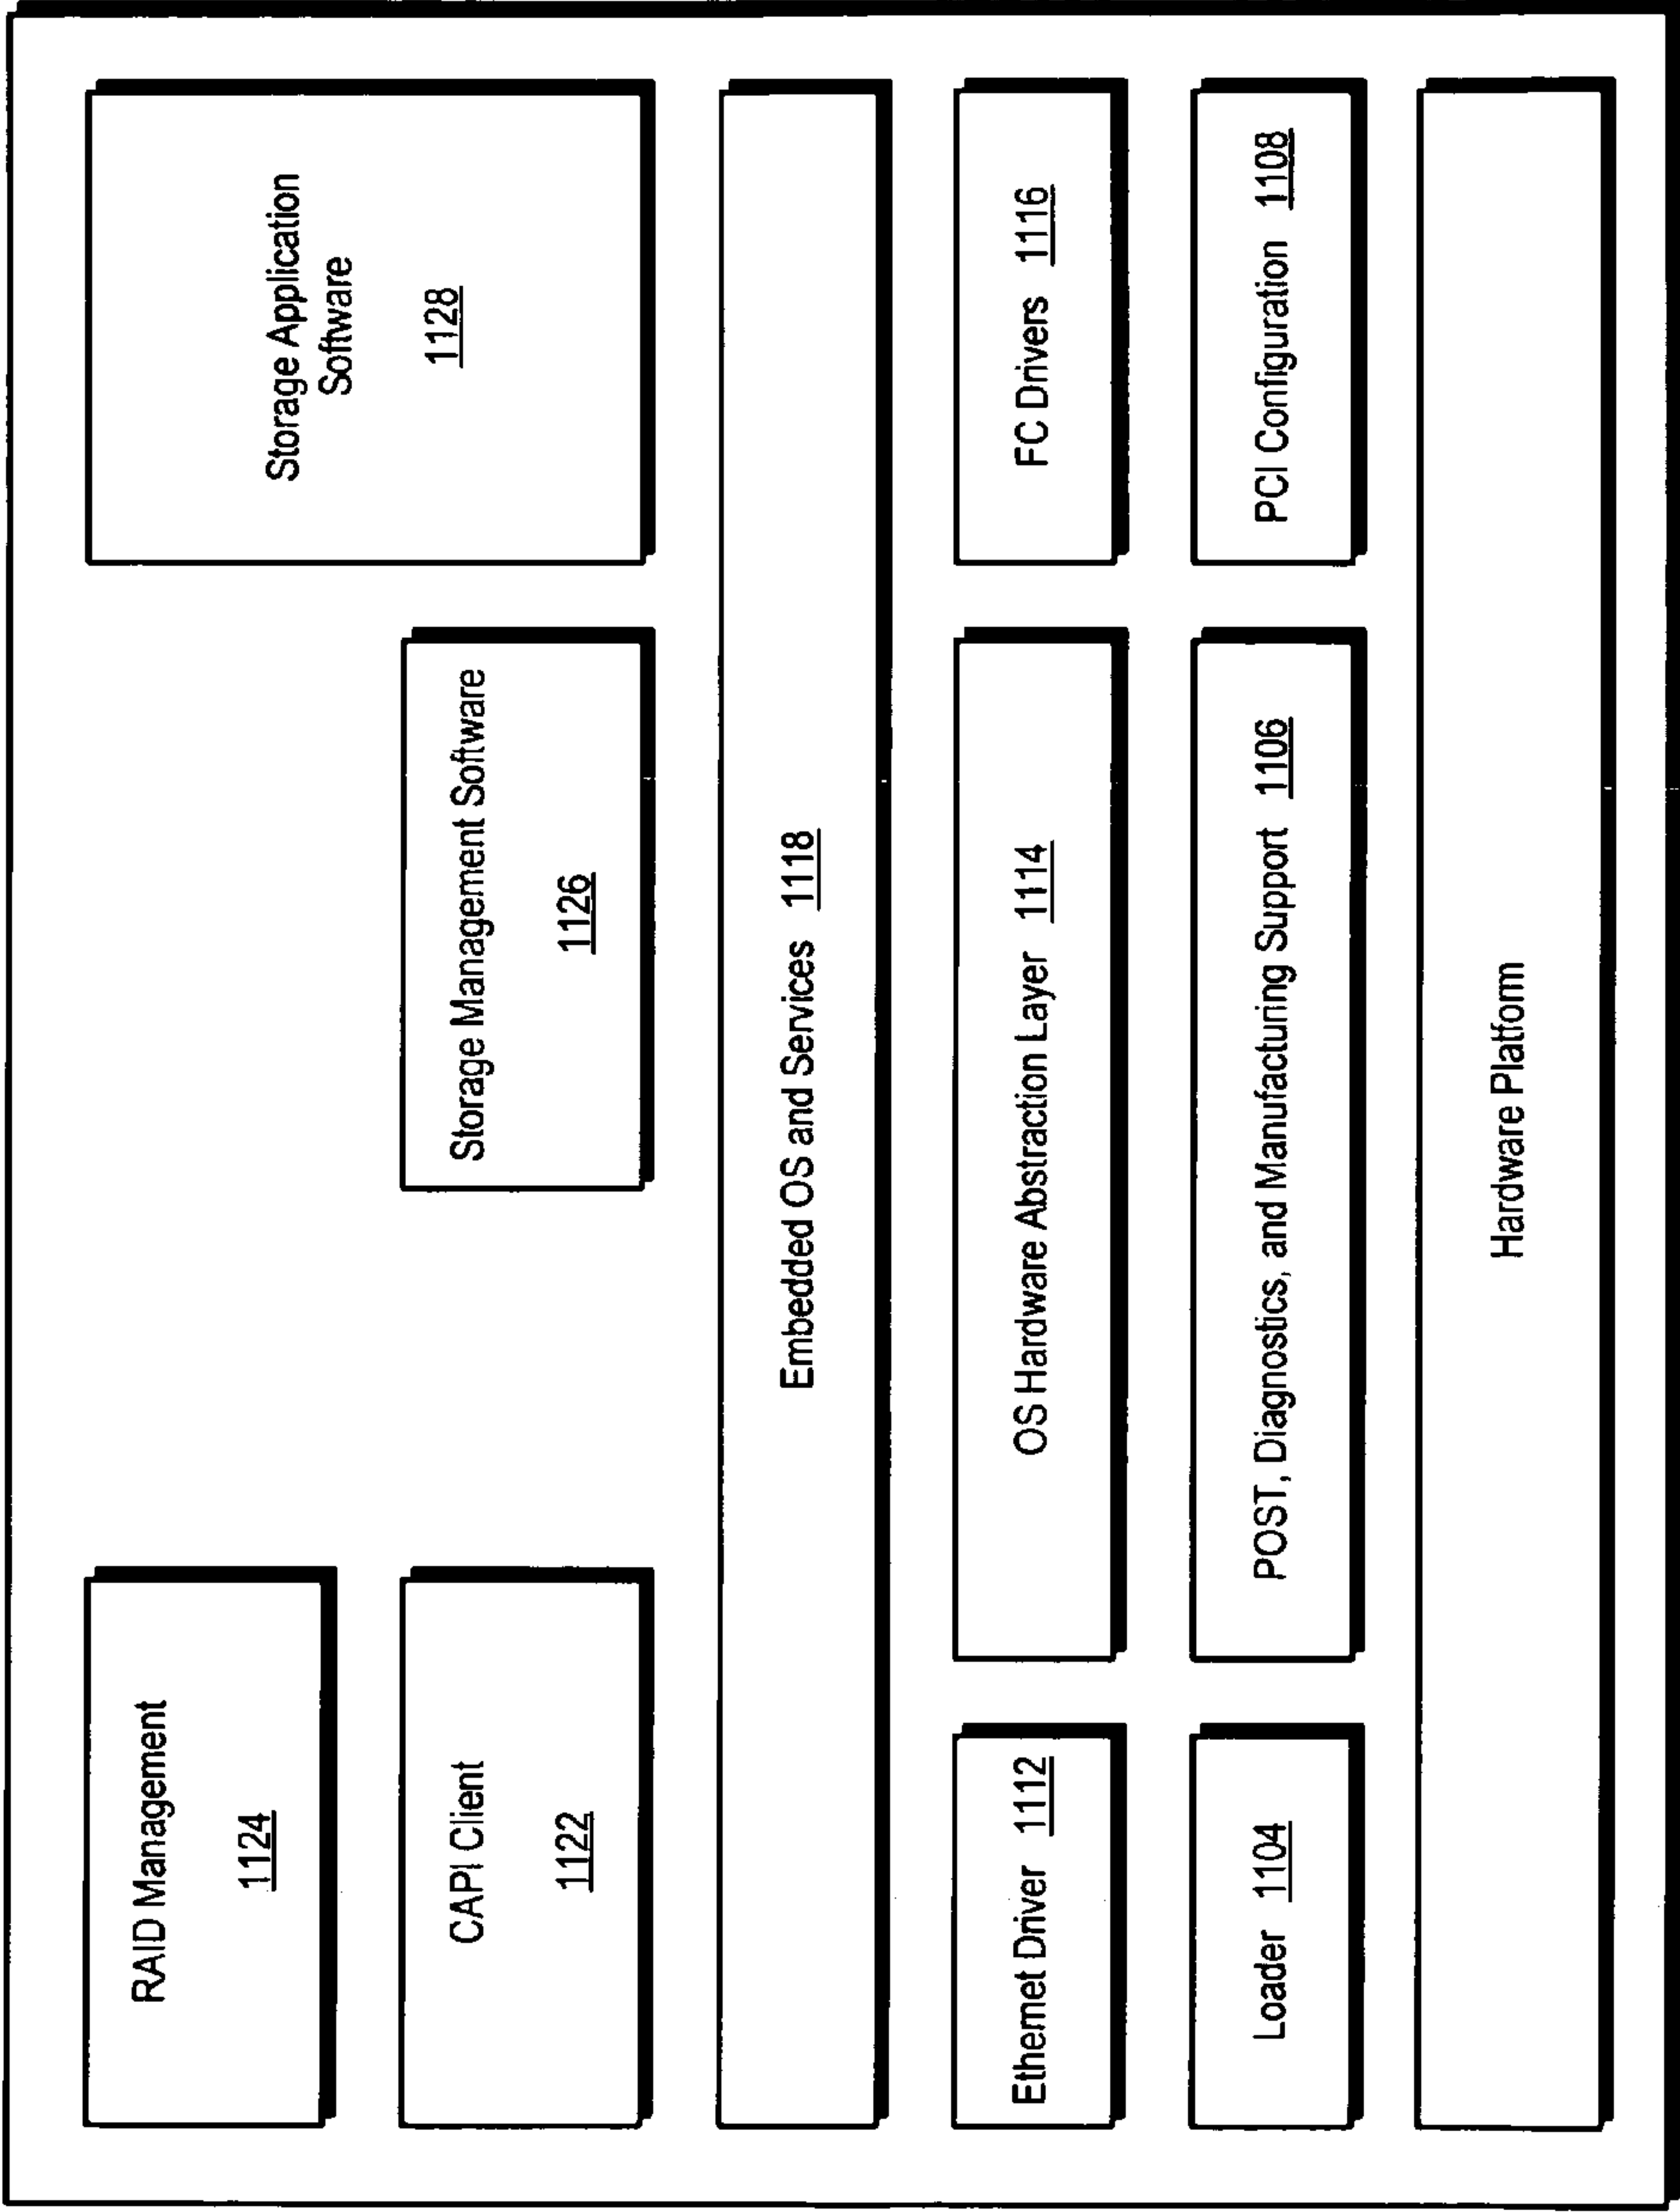 RAID Management
1124
Storage Application
Software
1128
CAPI Client
1122
Storage Management Software
1126
Embedded OS and Services 1118
Ethernet Driver 1112
OS Hardware Abstraction Layer 1114
FC Drivers 1116
Loader 1104
POST, Diagnostics, and Manufacturing Support 1106
PCI Configuration 1108
Hardware Platform